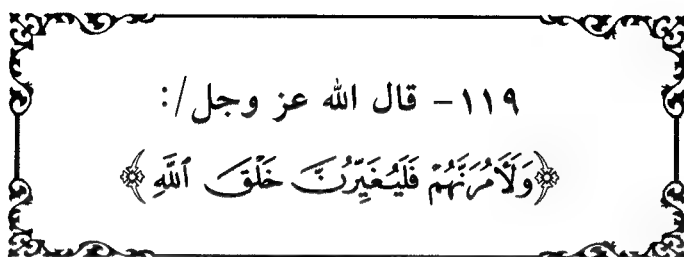 ١١٩- قال الله عز وجل/:
﴿وَلَأٓمُرَنَّهُمۡ فَلَيُغَيِّرُنَّ خَلۡقَ ٱللَّهِ﴾